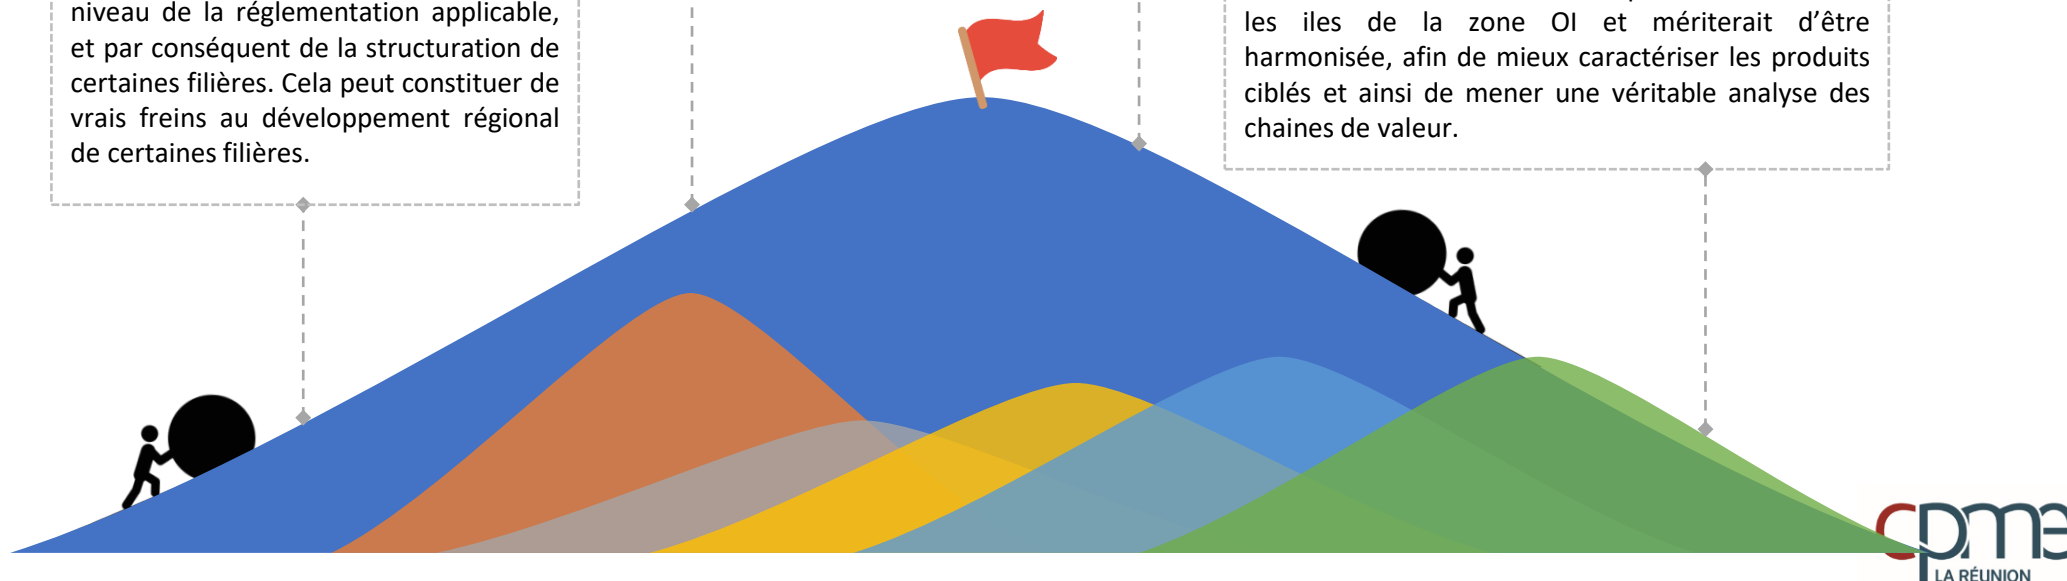 niveau de la réglementation applicable,
et par conséquent de la structuration de
certaines filières. Cela peut constituer de
vrais freins au développement régional
de certaines filières.
les iles de la zone OI et mériterait d’être
harmonisée, afin de mieux caractériser les produits
ciblés et ainsi de mener une véritable analyse des
chaines de valeur.
cpme
LA RÉUNION